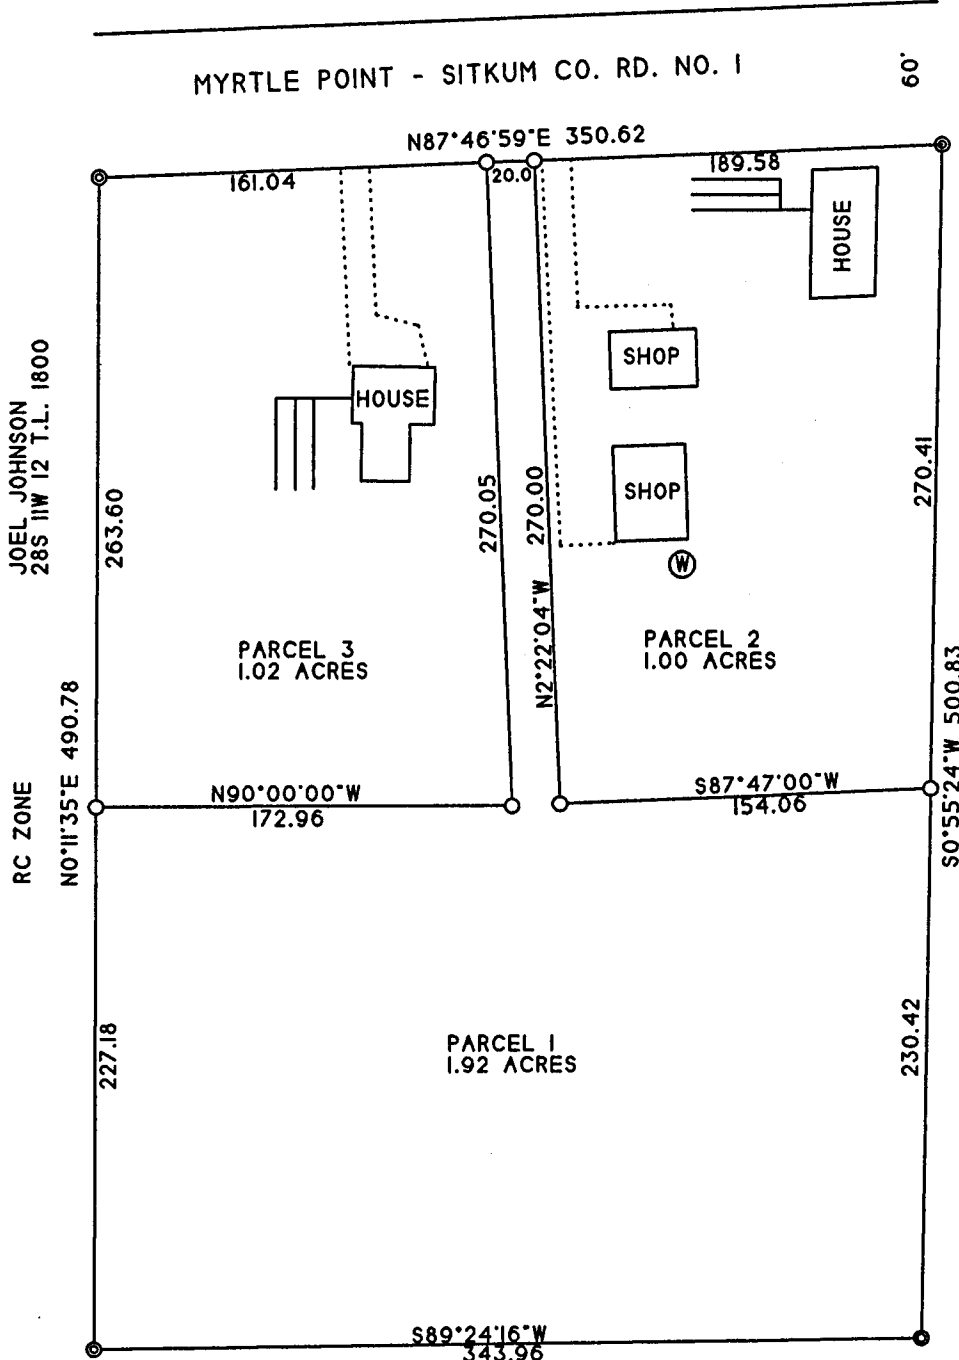 MYRTLE POINT - SITKUM CO. RD. NO. 1
60'
N87°46'59"E 350.62
161.04
20.0
189.58
HOUSE
SHOP
HOUSE
SHOP
W
JOEL JOHNSON
28S 11W 12 T.L. 1800
263.60
270.05
270.00
N2°22'04"W
270.41
PARCEL 3
1.02 ACRES
PARCEL 2
1.00 ACRES
RC ZONE
N0°11'35"E 490.78
N90°00'00"W
172.96
S87°47'00"W
154.06
S0°55'24"W 500.83
PARCEL 1
1.92 ACRES
227.18
230.42
S89°24'16"W
343.96